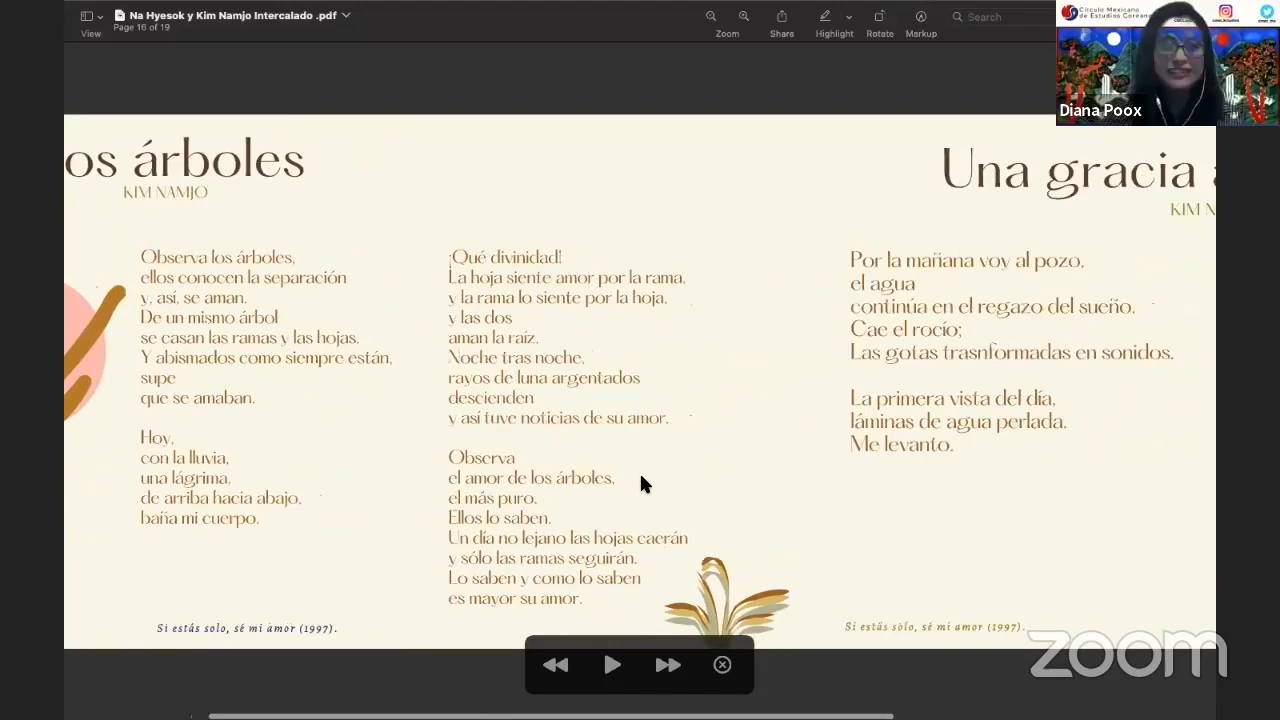 Na Hyesok y Kim Namjo Intercalado .pdf
Page 16 of 19
View
Zoom
Share
Highlight
Rotate
Markup
Search
Círculo Mexicano
de Estudios Coreanos
Diana Poox
os árboles
KIM NAMJO
Observa los árboles,
ellos conocen la separación
y, así, se aman.
De un mismo árbol
se casan las ramas y las hojas.
Y abismados como siempre están,
supe
que se amaban.
Hoy,
con la lluvia,
una lágrima,
de arriba hacia abajo,
baña mi cuerpo.
Si estás solo, sé mi amor (1997).
¡Qué divinidad!
La hoja siente amor por la rama,
y la rama lo siente por la hoja,
y las dos
aman la raíz.
Noche tras noche,
rayos de luna argentados
descienden
y así tuve noticias de su amor.
Observa
el amor de los árboles,
el más puro.
Ellos lo saben.
Un día no lejano las hojas caerán
y sólo las ramas seguirán.
Lo saben y como lo saben
es mayor su amor.
Una gracia
KIM N
Por la mañana voy al pozo,
el agua
continúa en el regazo del sueño.
Cae el rocío;
Las gotas trasnformadas en sonidos.
La primera vista del día,
láminas de agua perlada.
Me levanto.
Si estás solo, sé mi amor (1997).
zoom